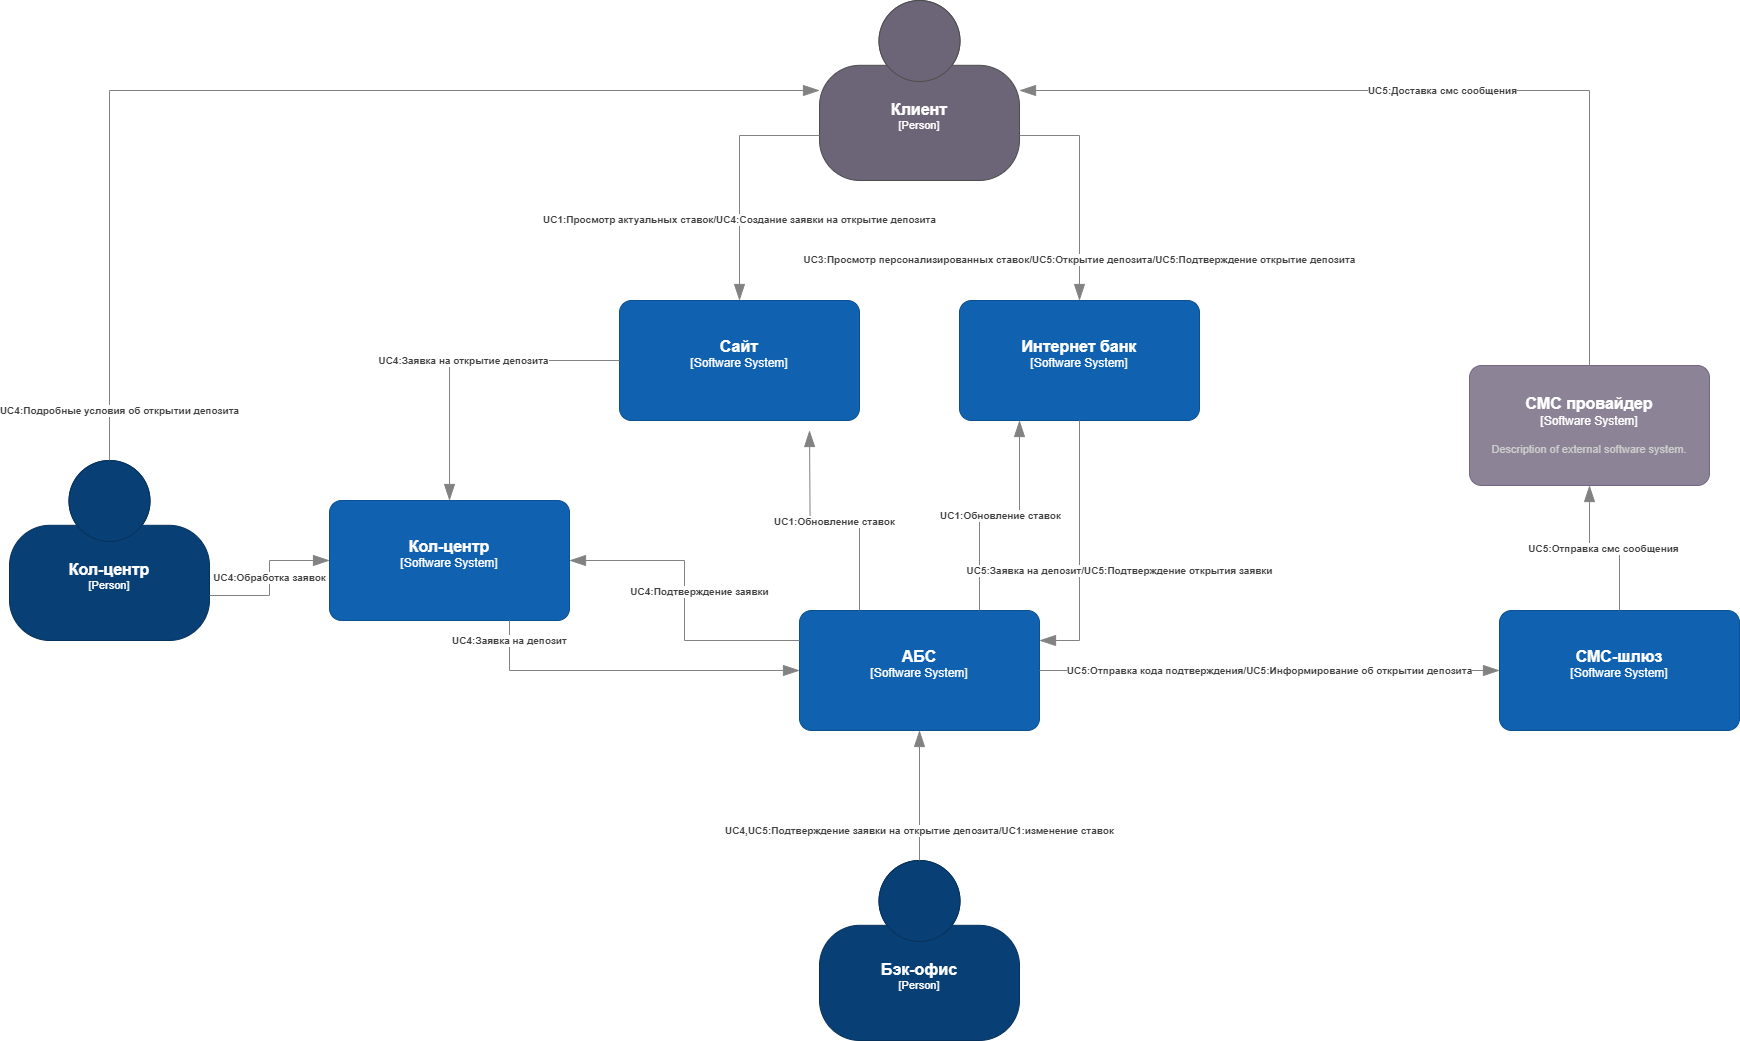 UC5:Доставка смс сообщения
Клиент
[Person]
UC1:Просмотр актуальных ставок/UC4:Создание заявки на открытие депозита
UC3:Просмотр персонализированных ставок/UC5:Открытие депозита/UC5:Подтверждение открытие депозита
Сайт
[Software System]
Интернет банк
[Software System]
UC4:Заявка на открытие депозита
СМС провайдер
[Software System]
Description of external software system.
UC4:Подробные условия об открытии депозита
UC1:Обновление ставок
UC1:Обновление ставок
Кол-центр
[Software System]
UC5:Отправка смс сообщения
Кол-центр
[Person]
UC4:Обработка заявок
UC5:Заявка на депозит/UC5:Подтверждение открытия заявки
UC4:Подтверждение заявки
UC4:Заявка на депозит
АБС
[Software System]
UC5:Отправка кода подтверждения/UC5:Информирование об открытии депозита
СМС-шлюз
[Software System]
UC4,UC5:Подтверждение заявки на открытие депозита/UC1:изменение ставок
Бэк-офис
[Person]